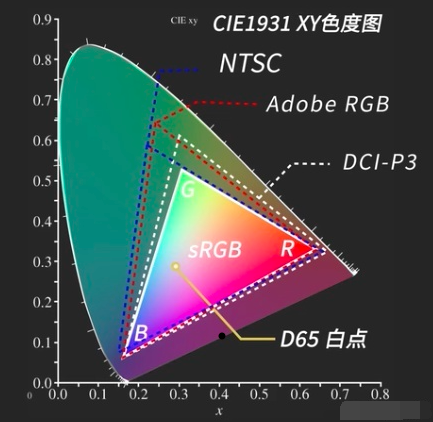 CIE xy
CIE1931 XY色度图
NTSC
Adobe RGB
DCI-P3
G
sRGB
R
B
D65 白点
0.9
0.8
0.7
0.6
0.5
0.4
0.3
0.2
0.1
0.0
0
0.0 0.1 0.2 0.3 0.4 0.5 0.6 0.7 0.8
x